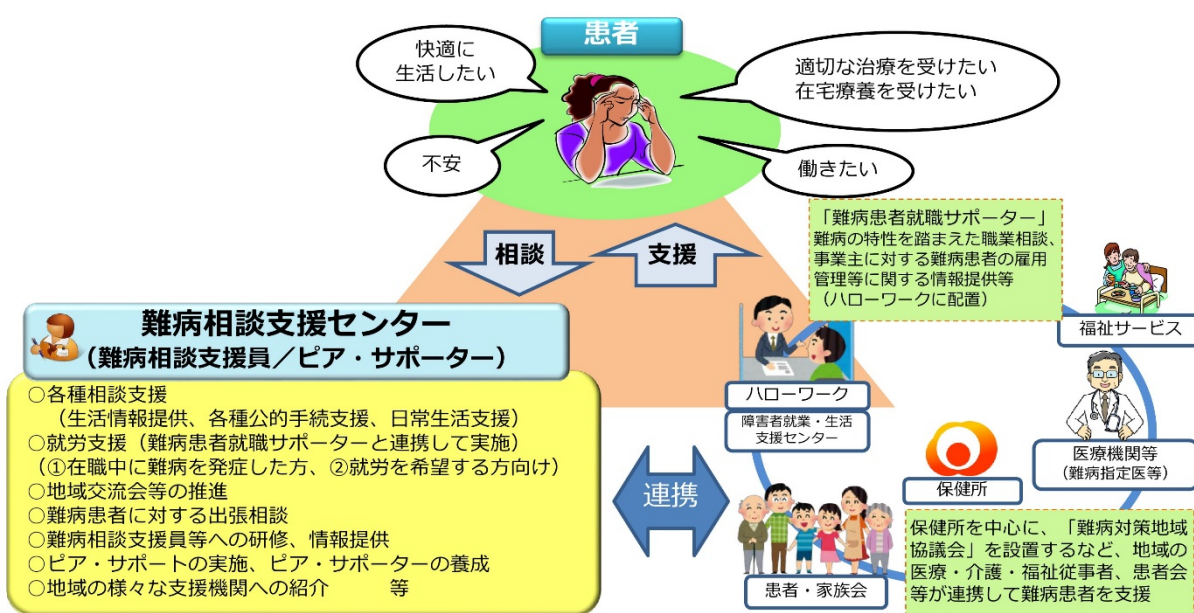 患者
快適に
生活したい
適切な治療を受けたい
在宅療養を受けたい
不安
働きたい
相談
支援
「難病患者就職サポーター」
難病の特性を踏まえた職業相談、
事業主に対する難病患者の雇用
管理等に関する情報提供等
（ハローワークに配置）
難病相談支援センター
（難病相談支援員／ピア・サポーター）
○各種相談支援
（生活情報提供、各種公的手続支援、日常生活支援）
○就労支援（難病患者就職サポーターと連携して実施）
（①在職中に難病を発症した方、②就労を希望する方向け）
○地域交流会等の推進
○難病患者に対する出張相談
○難病相談支援員等への研修、情報提供
○ピア・サポートの実施、ピア・サポーターの養成
○地域の様々な支援機関への紹介　　　等
連携
ハローワーク
障害者就業・生活
支援センター
福祉サービス
医療機関等
（難病指定医等）
保健所
患者・家族会
保健所を中心に、「難病対策地域
協議会」を設置するなど、地域の
医療・介護・福祉従事者、患者会
等が連携して難病患者を支援